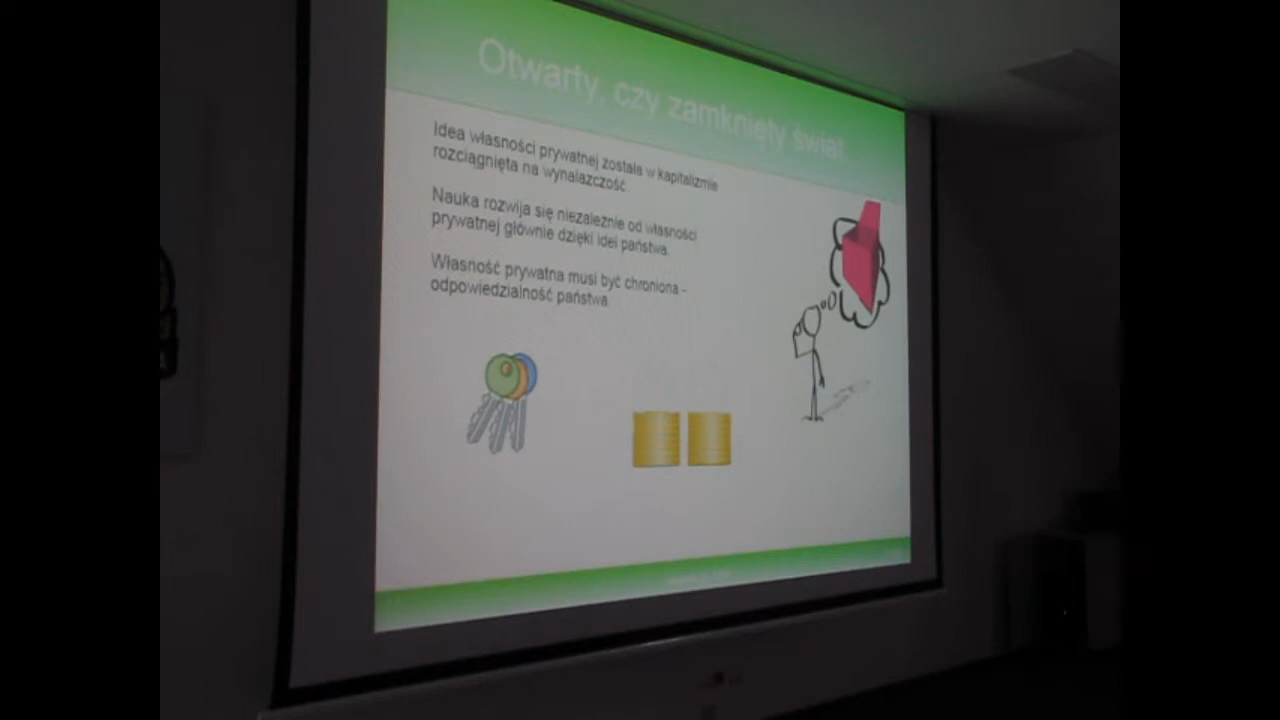 Otwarty, czy zamknięty świat
Idea własności prywatnej została w kapitalizmie
rozciągnięta na wynalazczość.
Nauka rozwija się niezależnie od własności
prywatnej głównie dzięki idei państwa.
Własność prywatna musi być chroniona -
odpowiedzialność państwa